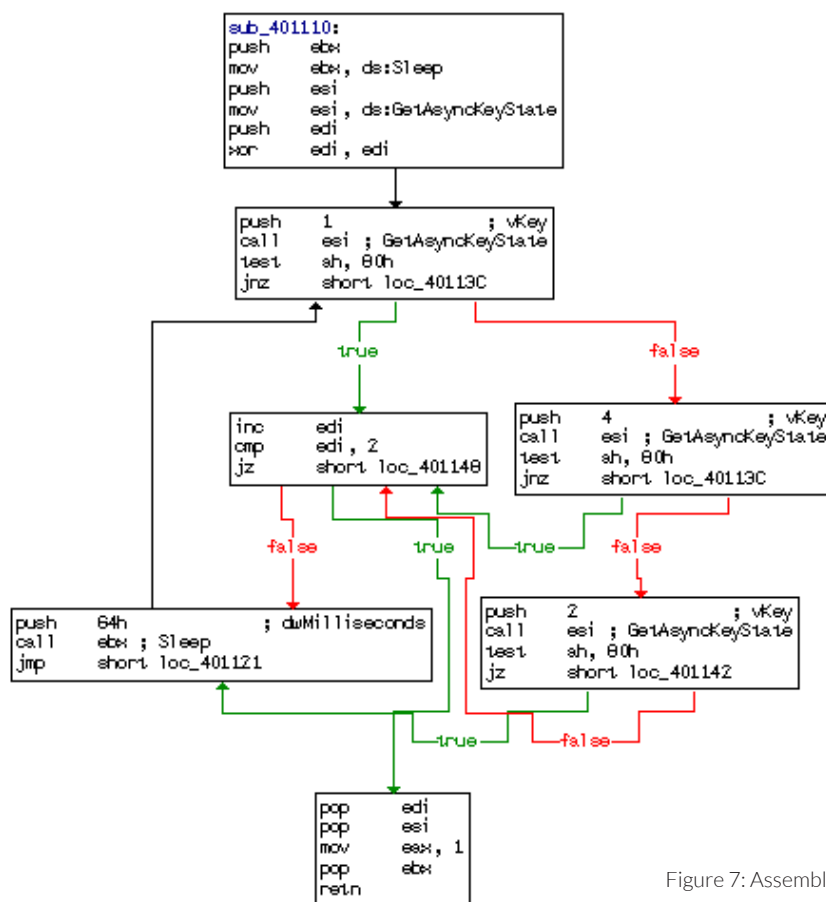 sub_401110:
push ebx
mov ebx, ds:Sleep
push esi
mov esi, ds:GetAsyncKeyState
push edi
xor edi, edi
push 1 ; vKey
call esi ; GetAsyncKeyState
test ah, 80h
jnz short loc_40113C
true
false
inc edi
cmp edi, 2
jz short loc_401148
push 4 ; vKey
call esi ; GetAsyncKeyState
test ah, 80h
jnz short loc_40113C
false
true
true
false
push 64h ; dwMilliseconds
call ebx ; Sleep
jmp short loc_401121
push 2 ; vKey
call esi ; GetAsyncKeyState
test ah, 80h
jz short loc_401142
true
false
pop edi
pop esi
mov eax, 1
pop ebx
retn
Figure 7: Assembl